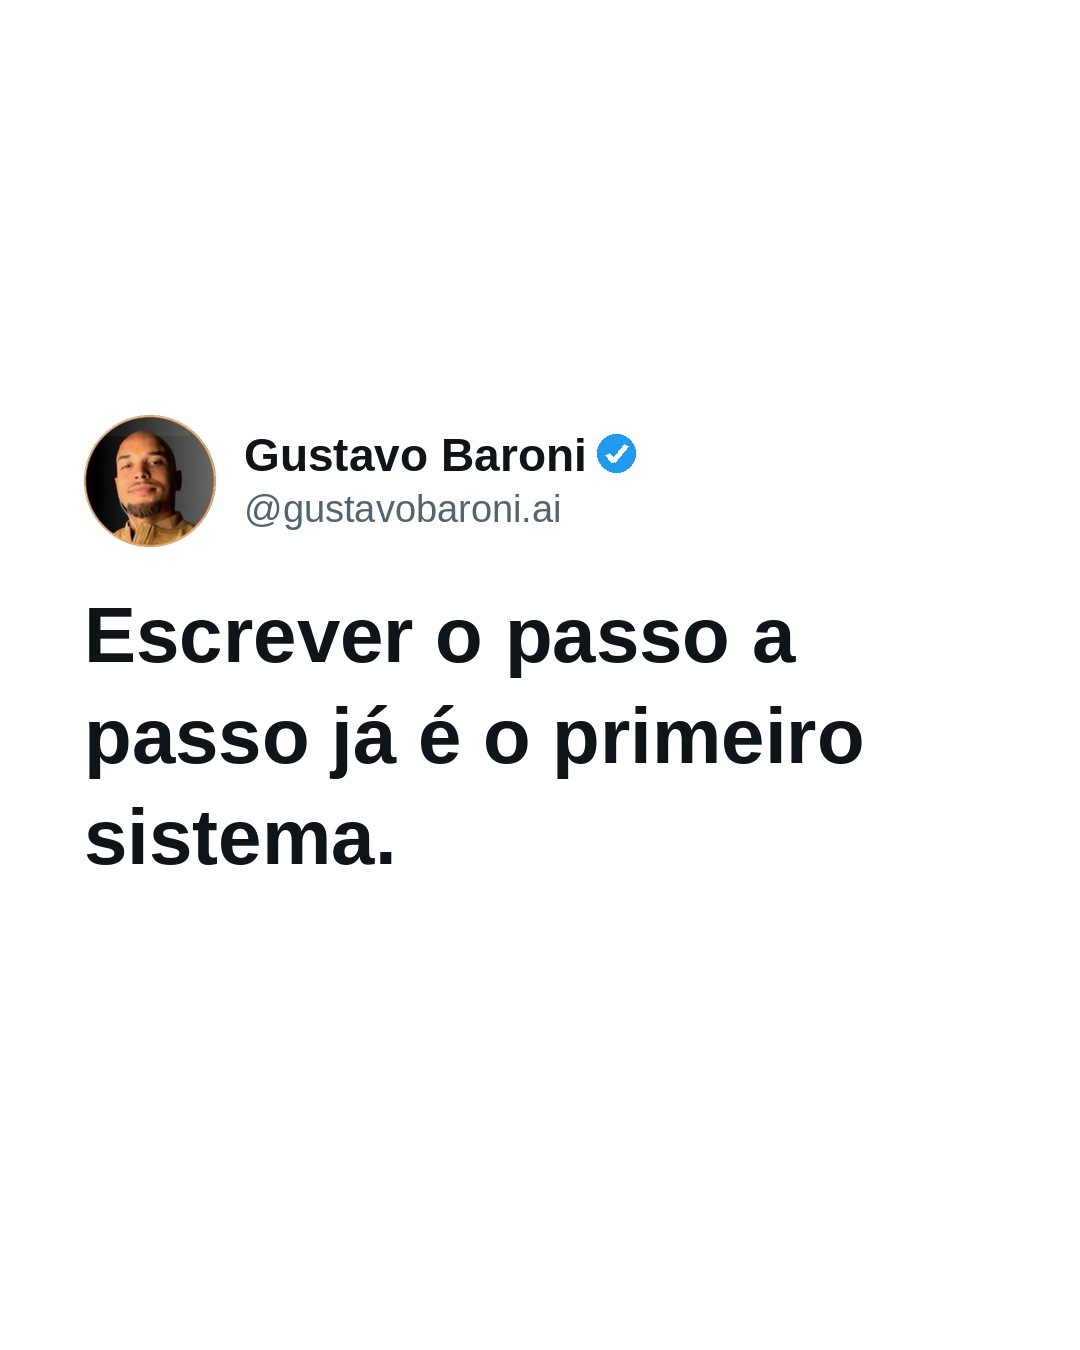 Gustavo Baroni
@gustavobaroni.ai
Escrever o passo a
passo já é o primeiro
sistema.